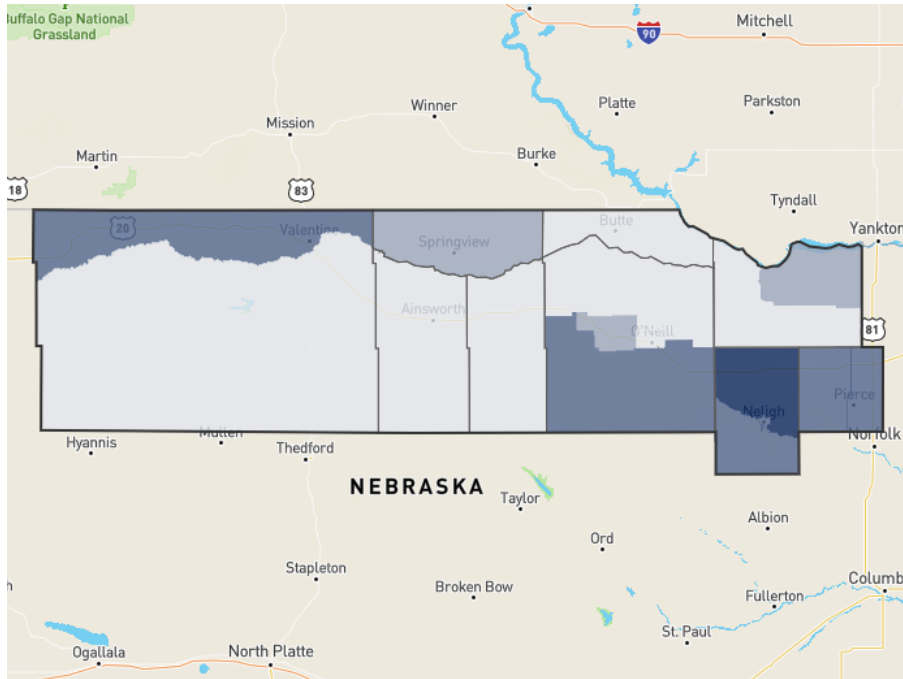 Buffalo Gap National
Grassland
90
Mitchell
Platte
Parkston
Winner
Mission
Burke
Martin
18
83
Tyndall
20
Valentine
Springview
Butte
Yankton
Ainsworth
O'Neill
81
Neligh
Pierce
Hyannis
Mullen
Thedford
Norfolk
NEBRASKA
Taylor
Albion
Ord
Stapleton
Broken Bow
Columb
Fullerton
St. Paul
Ogallala
North Platte